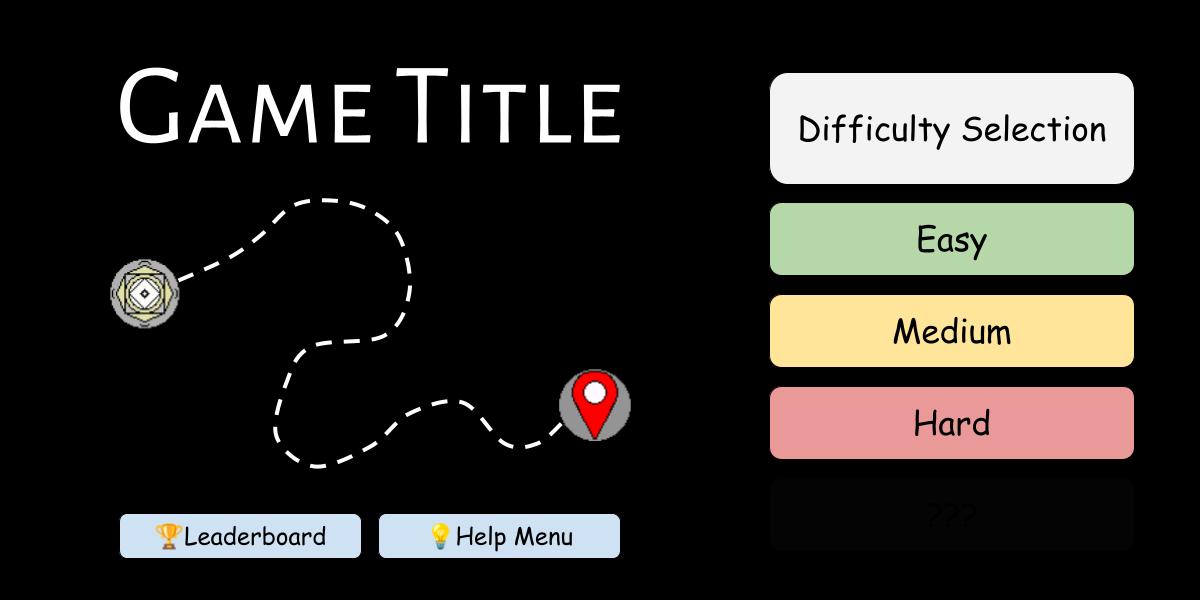 Game Title
Difficulty Selection
Easy
Medium
Hard
???
🏆Leaderboard
💡Help Menu